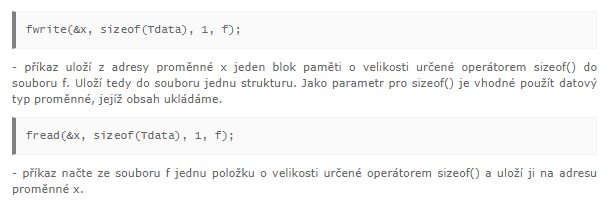 fwrite(&x, sizeof(Tdata), 1, f);
- příkaz uloží z adresy proměnné x jeden blok paměti o velikosti určené operátorem sizeof() do
souboru f. Uloží tedy do souboru jednu strukturu. Jako parametr pro sizeof() je vhodné použít datový
typ proměnné, jejíž obsah ukládáme.
fread(&x, sizeof(Tdata), 1, f);
- příkaz načte ze souboru f jednu položku o velikosti určené operátorem sizeof() a uloží ji na adresu
proměnné x.